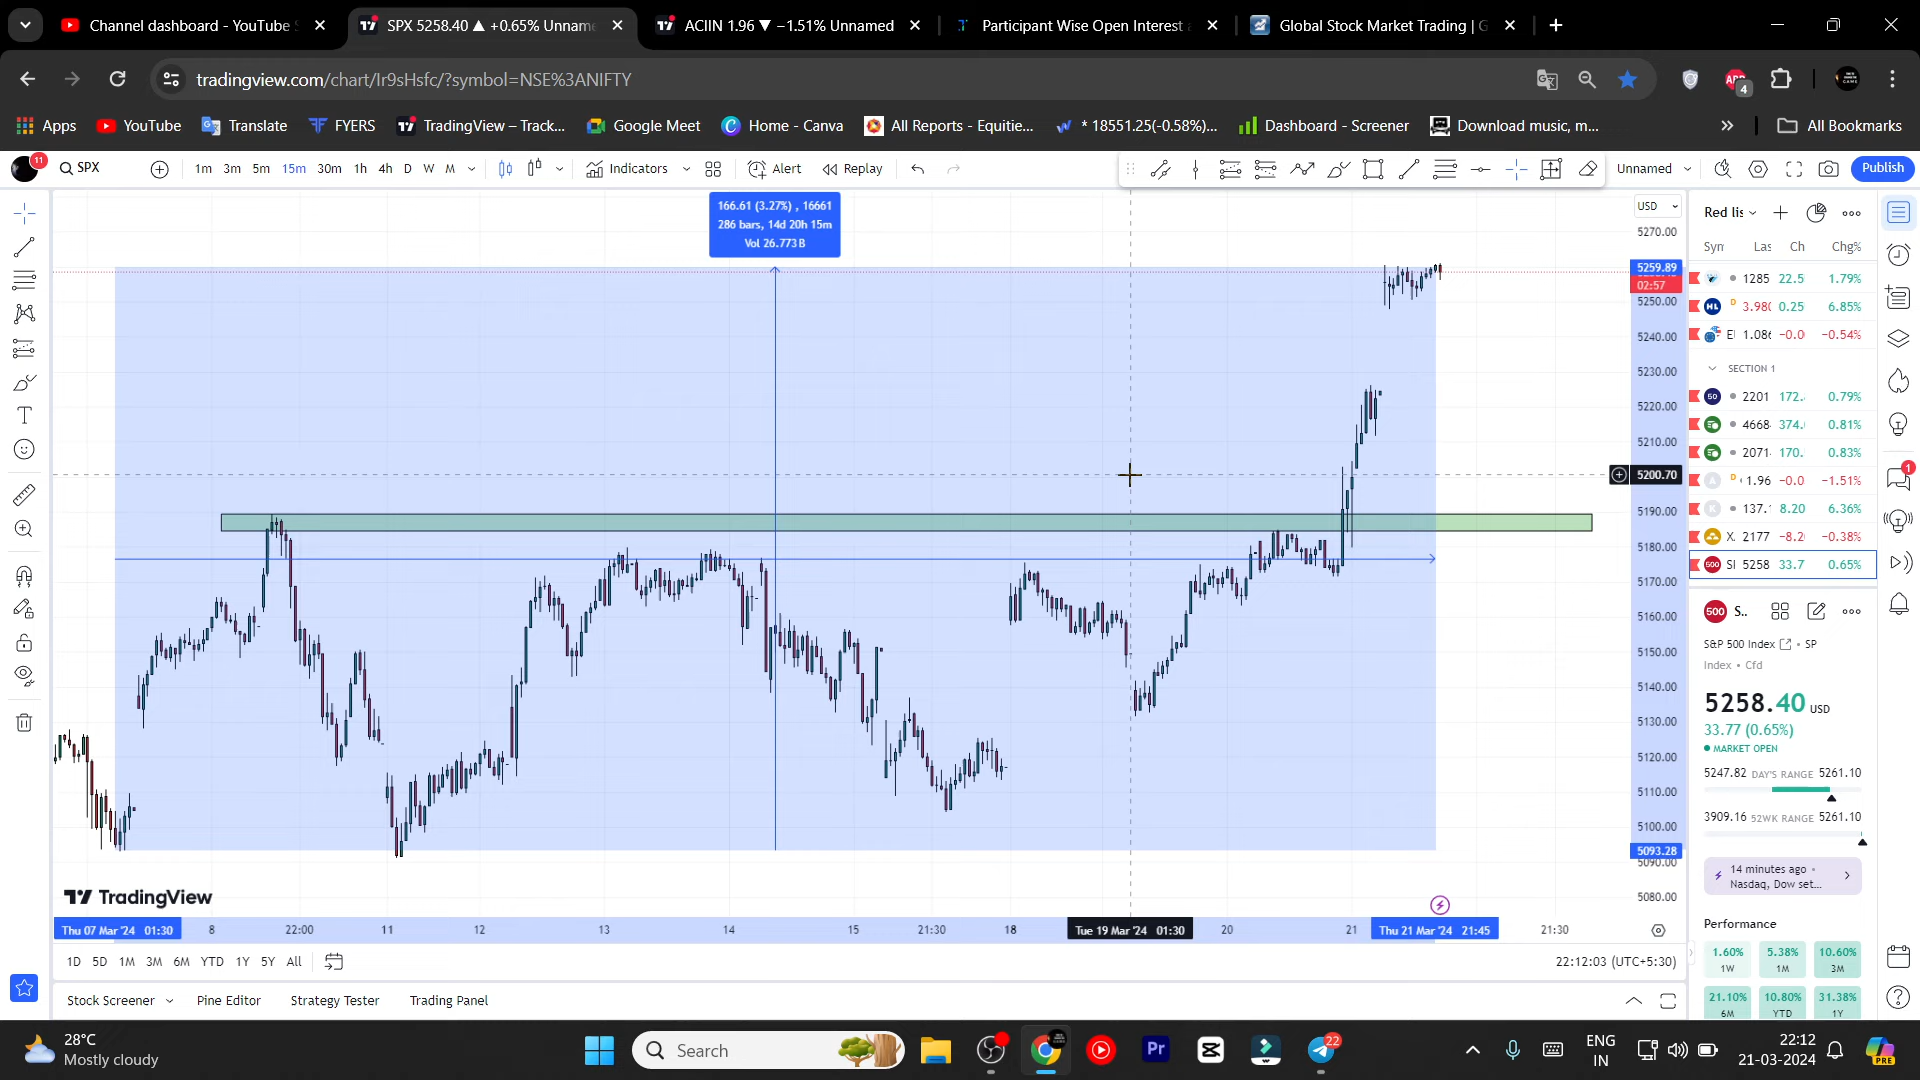 Channel dashboard - YouTube S
SPX 5258.40 ▲ +0.65% Unname
ACIIN 1.96 ▼ −1.51% Unnamed
Participant Wise Open Interest a
Global Stock Market Trading | G
tradingview.com/chart/Ir9sHsfc/?symbol=NSE%3ANIFTY
4
Apps
YouTube
Translate
FYERS
TradingView – Track...
Google Meet
Home - Canva
All Reports - Equitie...
* 18551.25(-0.58%)...
Dashboard - Screener
Download music, m...
All Bookmarks
11
SPX
1m 3m 5m 15m 30m 1h 4h D W M
Indicators
Alert
Replay
Unnamed
Publish
166.61 (3.27%) , 16661
286 bars, 14d 20h 15m
Vol 26.773 B
USD
5270.00
5259.89
02:57
5250.00
5240.00
5230.00
5220.00
5210.00
5200.70
5190.00
5180.00
5170.00
5160.00
5150.00
5140.00
5130.00
5120.00
5110.00
5100.00
5093.28
5090.00
5080.00
TradingView
Thu 07 Mar '24 01:30
8 22:00 11 12 13 14 15 21:30 18
Tue 19 Mar '24 01:30
20 21
Thu 21 Mar '24 21:45
21:30
1D 5D 1M 3M 6M YTD 1Y 5Y All
22:12:03 (UTC+5:30)
Stock Screener
Pine Editor
Strategy Tester
Trading Panel
Red lis
Syn Las Ch Chg%
1285 22.5 1.79%
HL D 3.98 0.25 6.85%
E 1.086 -0.0 -0.54%
SECTION 1
50 2201 172. 0.79%
4668 374. 0.81%
2071 170. 0.83%
A D 1.96 -0.0 -1.51%
K 137. 8.20 6.36%
X 2177 -8.2 -0.38%
500 5258 33.7 0.65%
500 S..
S&P 500 Index • SP
Index • Cfd
5258.40 USD
33.77 (0.65%)
MARKET OPEN
5247.82 DAY'S RANGE 5261.10
3909.16 52WK RANGE 5261.10
14 minutes ago •
Nasdaq, Dow set...
Performance
1.60% 5.38% 10.60%
1W 1M 3M
21.10% 10.80% 31.38%
6M YTD 1Y
1
28°C
Mostly cloudy
Search
Pr
22
ENG
IN
22:12
21-03-2024
PRE